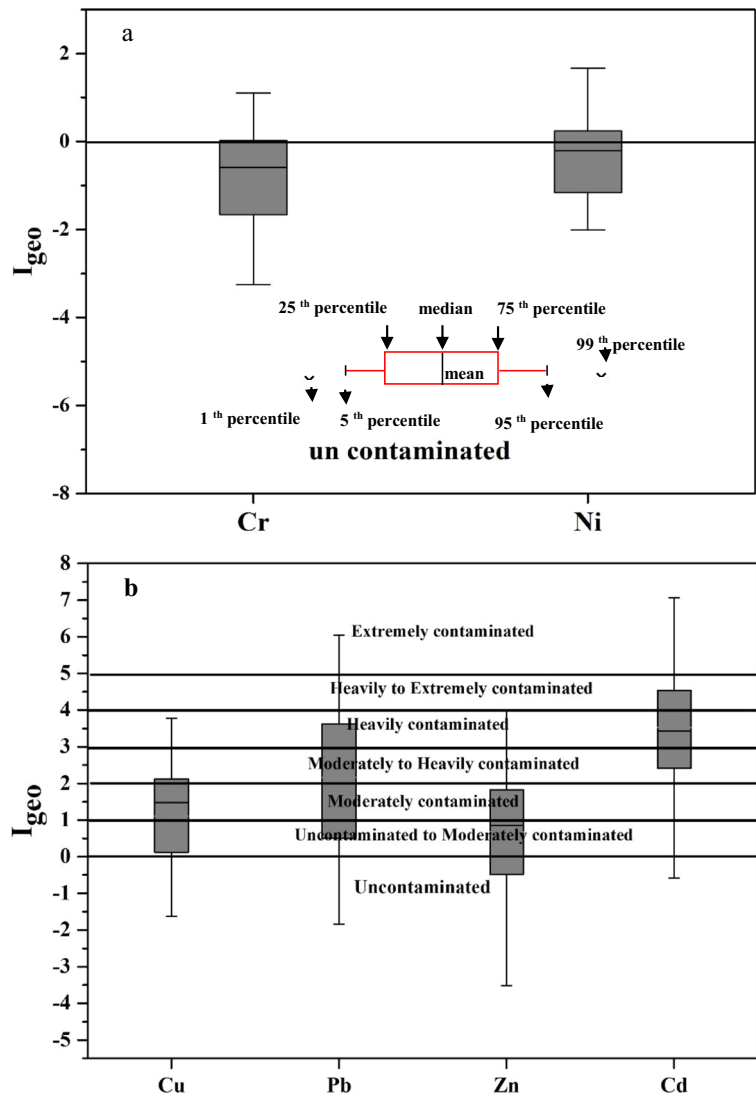 a
2
0
-2
-4
-6
-8
Igeo
25 th percentile
median
75 th percentile
99 th percentile
mean
1 th percentile
5 th percentile
95 th percentile
un contaminated
Cr
Ni
b
8
7
6
5
4
3
2
1
0
-1
-2
-3
-4
-5
Igeo
Extremely contaminated
Heavily to Extremely contaminated
Heavily contaminated
Moderately to Heavily contaminated
Moderately contaminated
Uncontaminated to Moderately contaminated
Uncontaminated
Cu
Pb
Zn
Cd